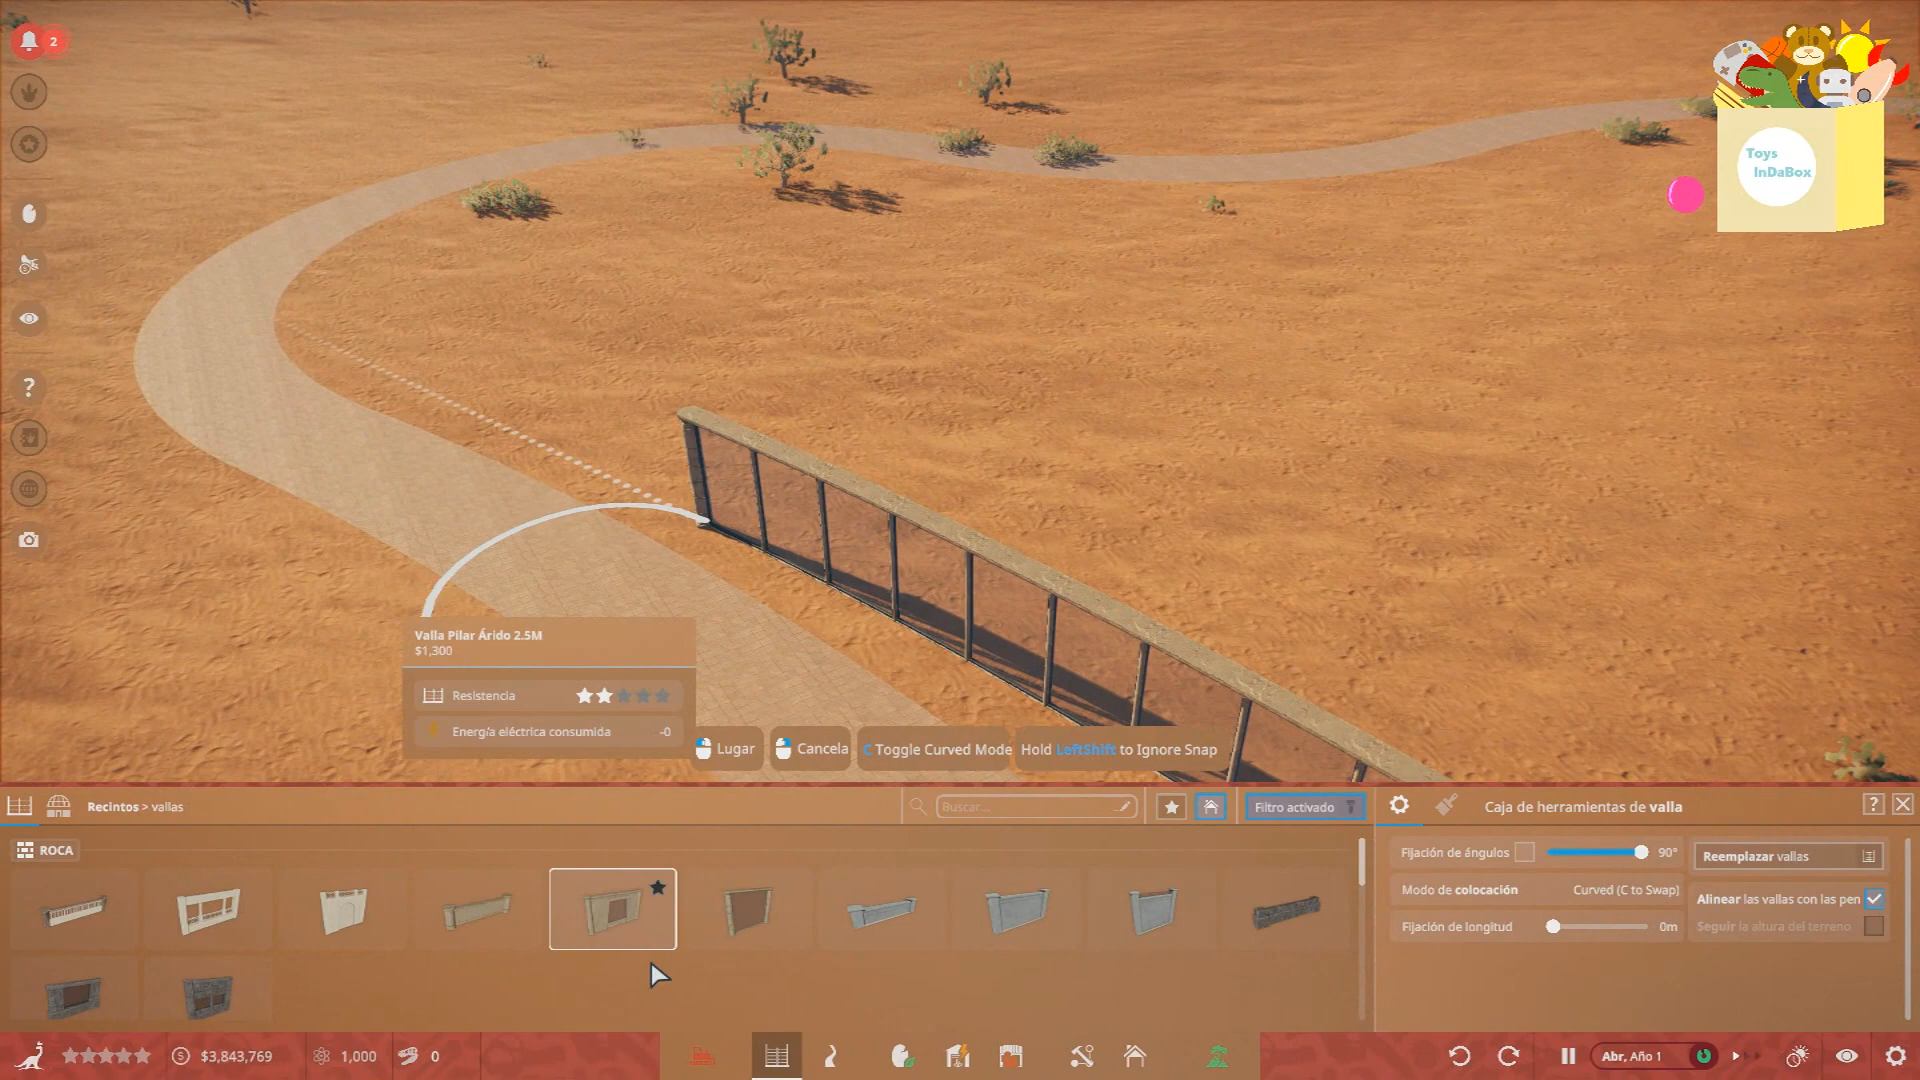 2
Toys
InDaBox
Valla Pilar Árido 2.5M
$1,300
Resistencia
Energía eléctrica consumida -0
Lugar
Cancela
C Toggle Curved Mode
Hold LeftShift to Ignore Snap
Recintos > vallas
Buscar...
Filtro activado
Caja de herramientas de valla
?
ROCA
Fijación de ángulos 90°
Reemplazar vallas
Modo de colocación Curved (C to Swap)
Alinear las vallas con las pen
Fijación de longitud 0m
Seguir la altura del terreno
$3,843,769
1,000
0
Abr, Año 1